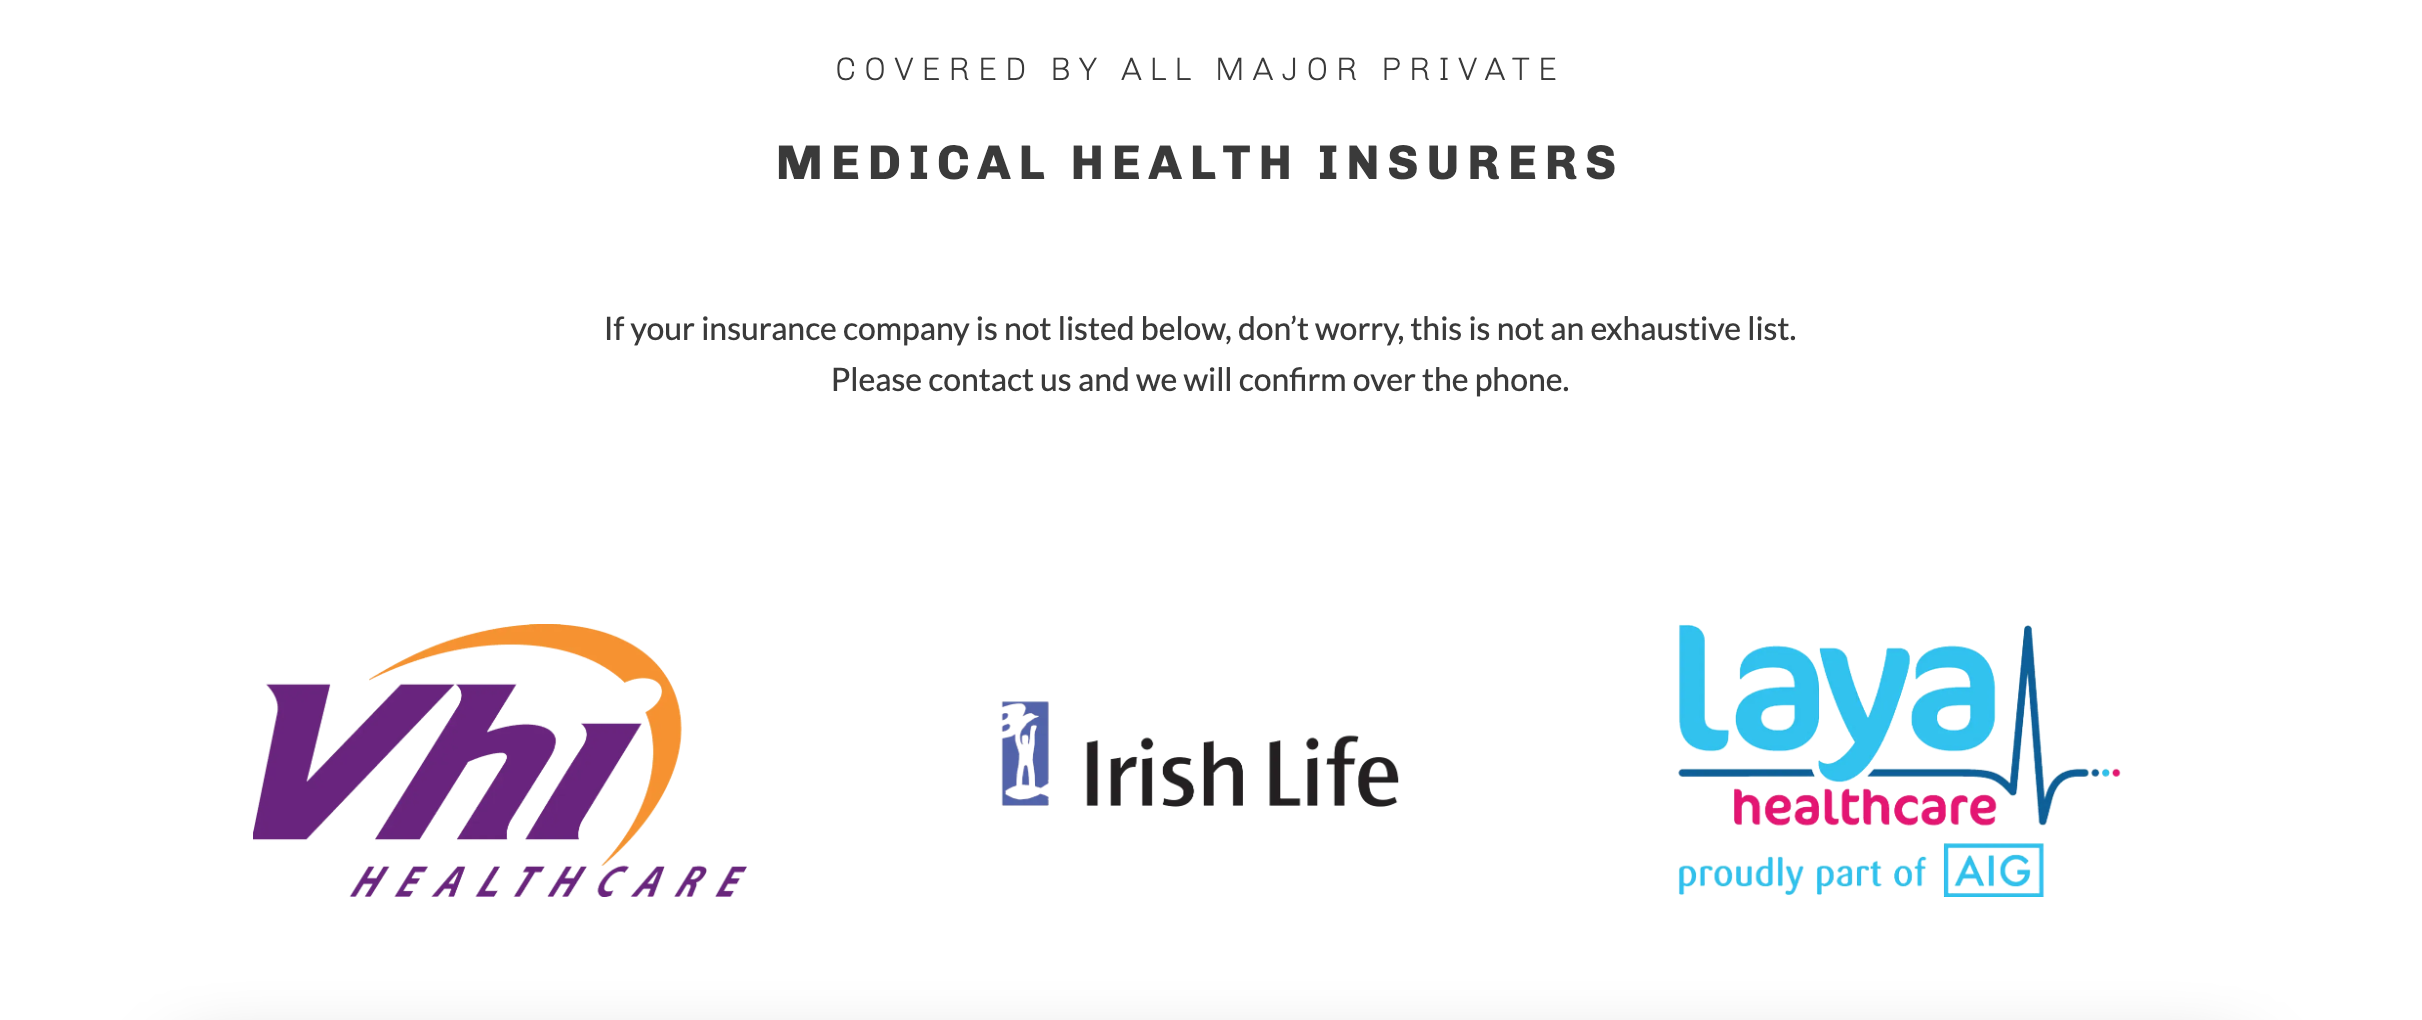 COVERED BY ALL MAJOR PRIVATE
MEDICAL HEALTH INSURERS
If your insurance company is not listed below, don’t worry, this is not an exhaustive list.
Please contact us and we will confirm over the phone.
Vhi
HEALTHCARE
Irish Life
laya
healthcare
proudly part of AIG